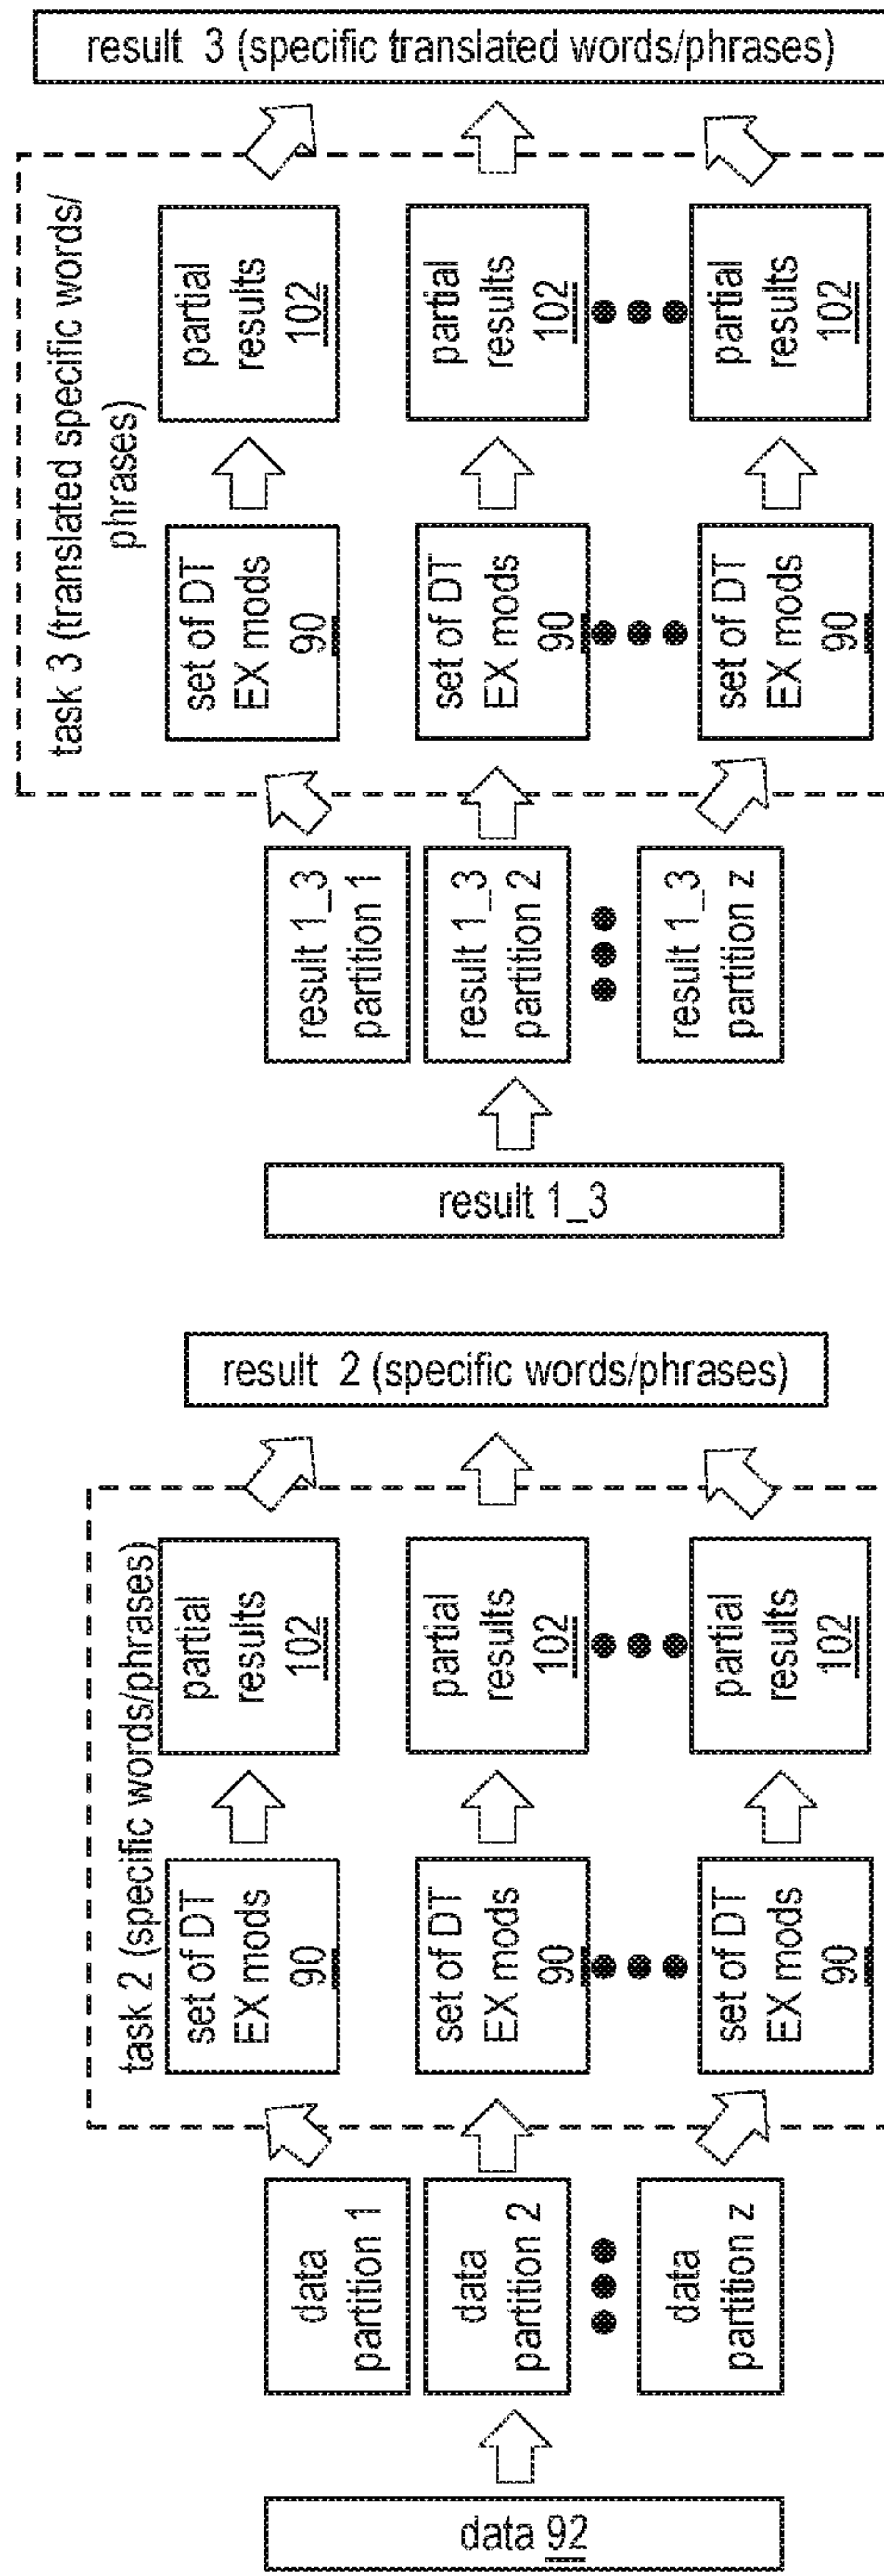 data 92
data
partition 1
data
partition 2
data
partition z
task 2 (specific words/phrases)
set of DT
EX mods
90
partial
results
102
set of DT
EX mods
90
partial
results
102
set of DT
EX mods
90
partial
results
102
result 2 (specific words/phrases)
result 1_3
result 1_3
partition 1
result 1_3
partition 2
result 1_3
partition z
task 3 (translated specific words/
phrases)
set of DT
EX mods
90
partial
results
102
set of DT
EX mods
90
partial
results
102
set of DT
EX mods
90
partial
results
102
result 3 (specific translated words/phrases)